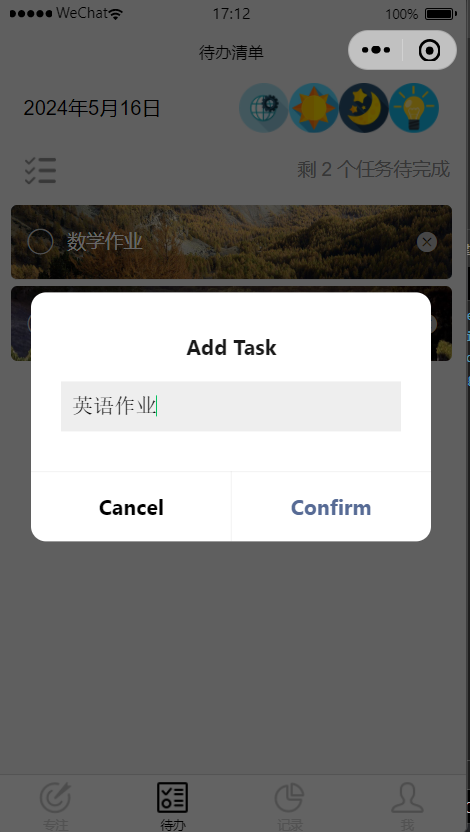 WeChat 17:12 100%
待办清单
2024年5月16日
剩 2 个任务待完成
数学作业
Add Task
英语作业
Cancel Confirm
专注 待办 记录 我